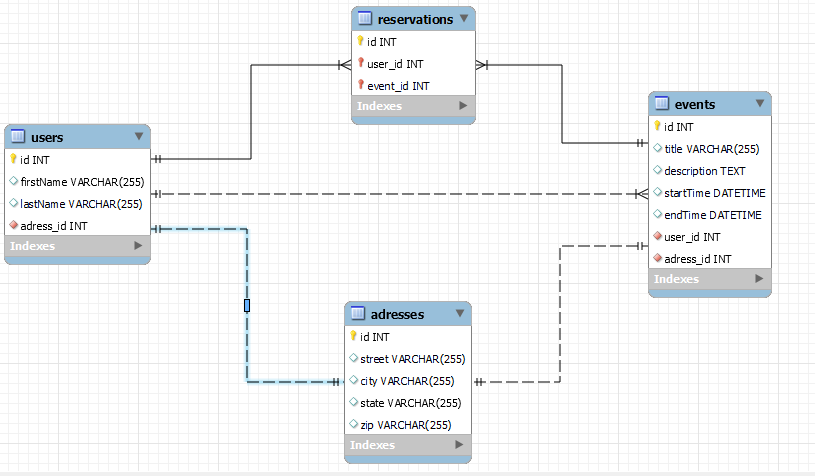 reservations
id INT
user_id INT
event_id INT
Indexes
users
id INT
firstName VARCHAR(255)
lastName VARCHAR(255)
adress_id INT
Indexes
events
id INT
title VARCHAR(255)
description TEXT
startTime DATETIME
endTime DATETIME
user_id INT
adress_id INT
Indexes
adresses
id INT
street VARCHAR(255)
city VARCHAR(255)
state VARCHAR(255)
zip VARCHAR(255)
Indexes